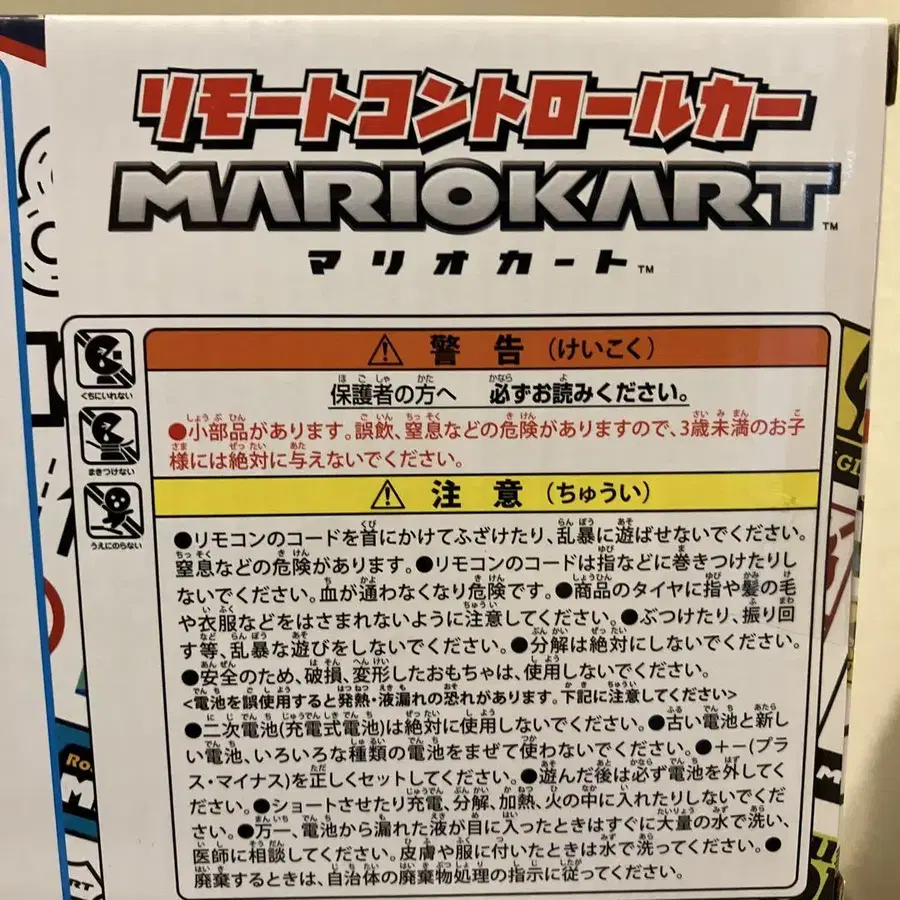 リモートコントロールカー
MARIOKART™
マリオカート™
くちにいれない
まきつけない
うえにのらない
⚠ 警告 (けいこく)
保護者の方へ 必ずお読みください。
●小部品があります。誤飲、窒息などの危険がありますので、3歳未満のお子
様には絶対に与えないでください。
⚠ 注意 (ちゅうい)
●リモコンのコードを首にかけてふざけたり、乱暴に遊ばせないでください。
窒息などの危険があります。●リモコンのコードは指などに巻きつけたりし
ないでください。血が通わなくなり危険です。●商品のタイヤに指や髪の毛
や衣服などをはさまれないように注意してください。●ぶつけたり、振り回
す等、乱暴な遊びをしないでください。●分解は絶対にしないでください。
●安全のため、破損、変形したおもちゃは、使用しないでください。
<電池を誤使用すると発熱・液漏れの恐れがあります。下記に注意してください>
●二次電池(充電式電池)は絶対に使用しないでください。●古い電池と新し
い電池、いろいろな種類の電池をまぜて使わないでください。●＋−(プラ
ス・マイナス)を正しくセットしてください。●遊んだ後は必ず電池を外してく
ださい。●ショートさせたり充電、分解、加熱、火の中に入れたりしないでくだ
さい。●万一、電池から漏れた液が目に入ったときはすぐに大量の水で洗い、
医師に相談してください。皮膚や服に付いたときは水で洗ってください。●
廃棄するときは、自治体の廃棄物処理の指示に従ってください。